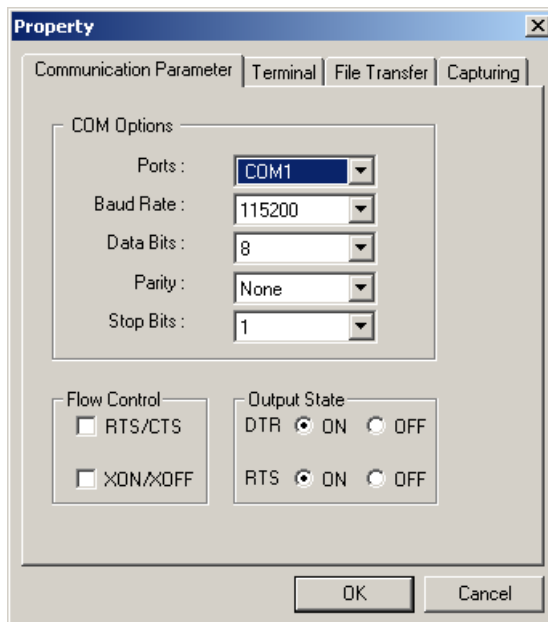 Property
Communication Parameter Terminal File Transfer Capturing
COM Options
Ports : COM1
Baud Rate : 115200
Data Bits : 8
Parity : None
Stop Bits : 1
Flow Control
RTS/CTS
XON/XOFF
Output State
DTR ON OFF
RTS ON OFF
OK Cancel